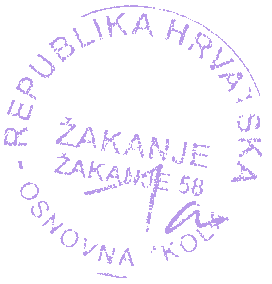 REPUBLIKA HRVATSKA
ŽAKANJE
ŽAKANJE 58
OSNOVNA